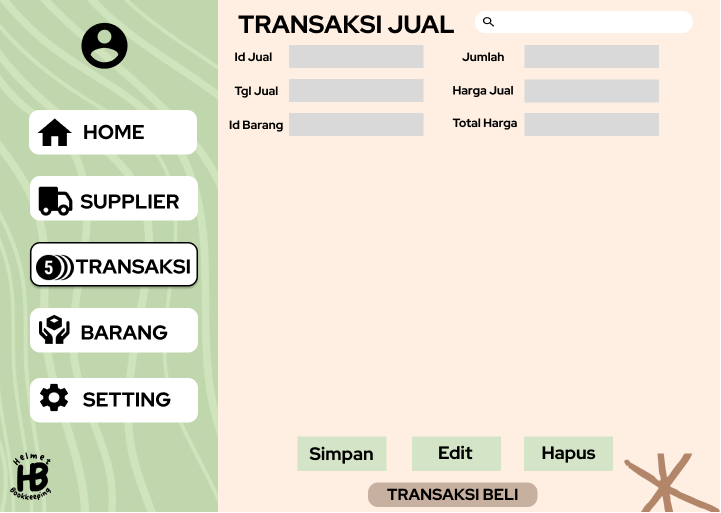 HOME
SUPPLIER
5 TRANSAKSI
BARANG
SETTING
Helmet
HB
Bookkeeping
TRANSAKSI JUAL
Id Jual
Jumlah
Tgl Jual
Harga Jual
Id Barang
Total Harga
Simpan
Edit
Hapus
TRANSAKSI BELI